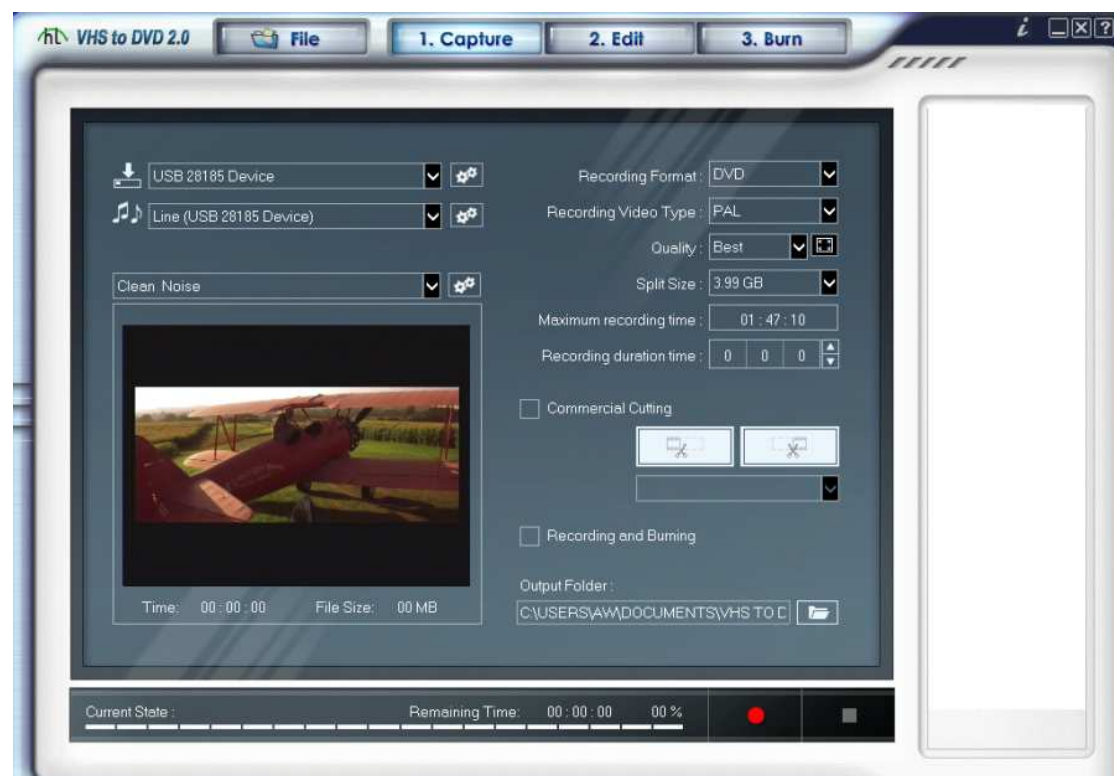 VHS to DVD 2.0
File
1. Capture
2. Edit
3. Burn
i
USB 28185 Device
Line (USB 28185 Device)
Clean Noise
Time: 00 : 00 : 00 File Size: 00 MB
Recording Format : DVD
Recording Video Type : PAL
Quality : Best
Split Size : 3.99 GB
Maximum recording time : 01 : 47 : 10
Recording duration time : 0 0 0
Commercial Cutting
Recording and Burning
Output Folder :
C:\USERS\AW\DOCUMENTS\VHS TO D
Current State : Remaining Time: 00 : 00 : 00 00 %